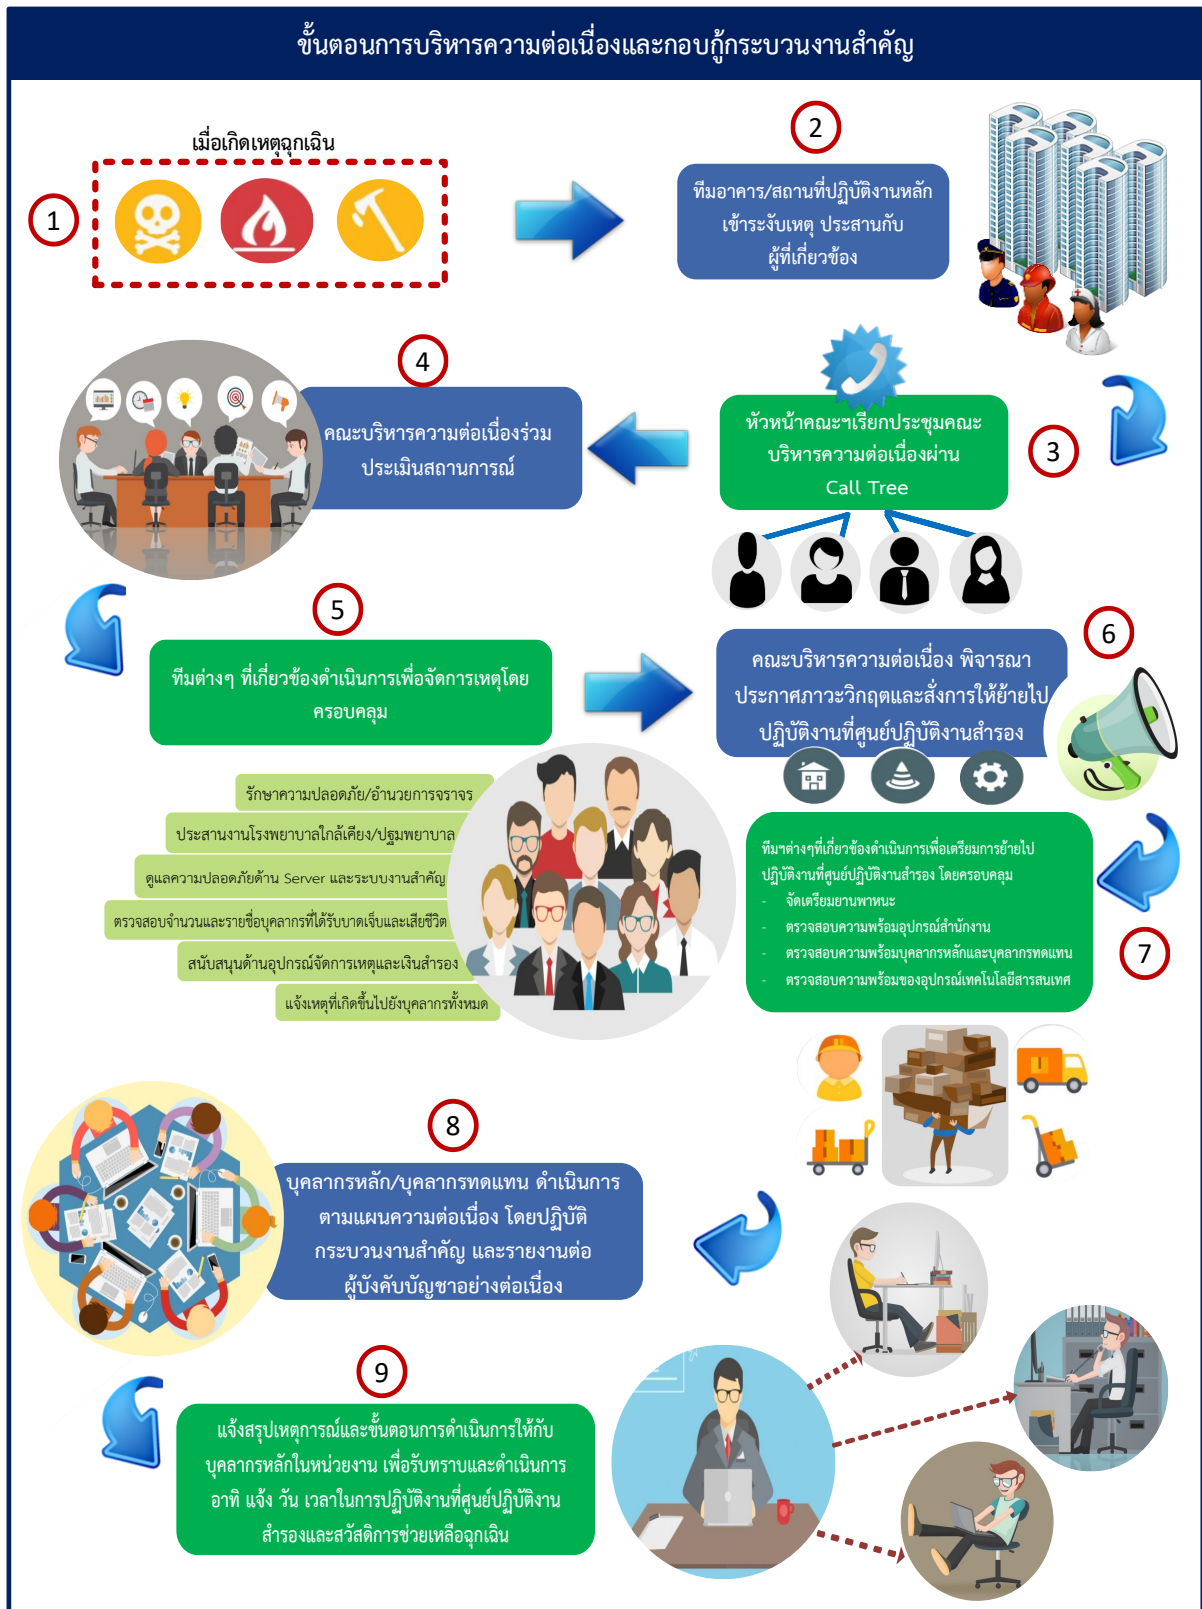 ขั้นตอนการบริหารความต่อเนื่องและกอบกู้กระบวนงานสำคัญ
เมื่อเกิดเหตุฉุกเฉิน
1
2
ทีมอาคาร/สถานที่ปฏิบัติงานหลัก
เข้าระงับเหตุ ประสานกับ
ผู้ที่เกี่ยวข้อง
3
หัวหน้าคณะฯเรียกประชุมคณะ
บริหารความต่อเนื่องผ่าน
Call Tree
4
คณะบริหารความต่อเนื่องร่วม
ประเมินสถานการณ์
5
ทีมต่างๆ ที่เกี่ยวข้องดำเนินการเพื่อจัดการเหตุโดย
ครอบคลุม
รักษาความปลอดภัย/อำนวยการจราจร
ประสานงานโรงพยาบาลใกล้เคียง/ปฐมพยาบาล
ดูแลความปลอดภัยด้าน Server และระบบงานสำคัญ
ตรวจสอบจำนวนและรายชื่อบุคลากรที่ได้รับบาดเจ็บและเสียชีวิต
สนับสนุนด้านอุปกรณ์จัดการเหตุและเงินสำรอง
แจ้งเหตุที่เกิดขึ้นไปยังบุคลากรทั้งหมด
6
คณะบริหารความต่อเนื่อง พิจารณา
ประกาศภาวะวิกฤตและสั่งการให้ย้ายไป
ปฏิบัติงานที่ศูนย์ปฏิบัติงานสำรอง
7
ทีมฯต่างๆที่เกี่ยวข้องดำเนินการเพื่อเตรียมการย้ายไป
ปฏิบัติงานที่ศูนย์ปฏิบัติงานสำรอง โดยครอบคลุม
- จัดเตรียมยานพาหนะ
- ตรวจสอบความพร้อมอุปกรณ์สำนักงาน
- ตรวจสอบความพร้อมบุคลากรหลักและบุคลากรทดแทน
- ตรวจสอบความพร้อมของอุปกรณ์เทคโนโลยีสารสนเทศ
8
บุคลากรหลัก/บุคลากรทดแทน ดำเนินการ
ตามแผนความต่อเนื่อง โดยปฏิบัติ
กระบวนงานสำคัญ และรายงานต่อ
ผู้บังคับบัญชาอย่างต่อเนื่อง
9
แจ้งสรุปเหตุการณ์และขั้นตอนการดำเนินการให้กับ
บุคลากรหลักในหน่วยงาน เพื่อรับทราบและดำเนินการ
อาทิ แจ้ง วัน เวลาในการปฏิบัติงานที่ศูนย์ปฏิบัติงาน
สำรองและสวัสดิการช่วยเหลือฉุกเฉิน